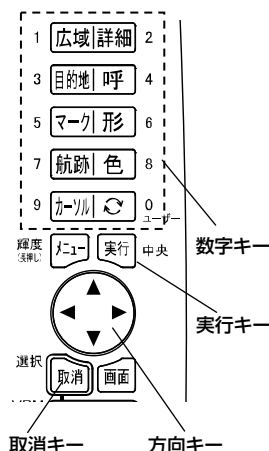 1 広域 詳細 2
3 目的地 呼 4
5 マーク 形 6
7 航跡 色 8
9 カーソル 0
ユーザー
数字キー
輝度 メニュー 実行 中央
(長押し)
実行キー
選択 取消 画面
取消キー 方向キー